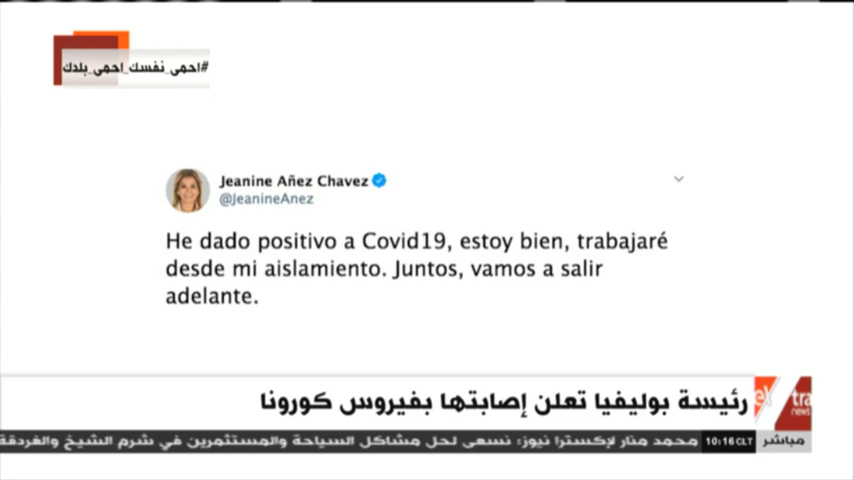 #احمى_نفسك_احمى_بلدك
Jeanine Añez Chavez
@JeanineAnez
He dado positivo a Covid19, estoy bien, trabajaré
desde mi aislamiento. Juntos, vamos a salir
adelante.
رئيسة بوليفيا تعلن إصابتها بفيروس كورونا
news
مباشر
10:16 CLT
محمد منار لإكسترا نيوز: نسعى لحل مشاكل السياحة والمستثمرين في شرم الشيخ والغردقة